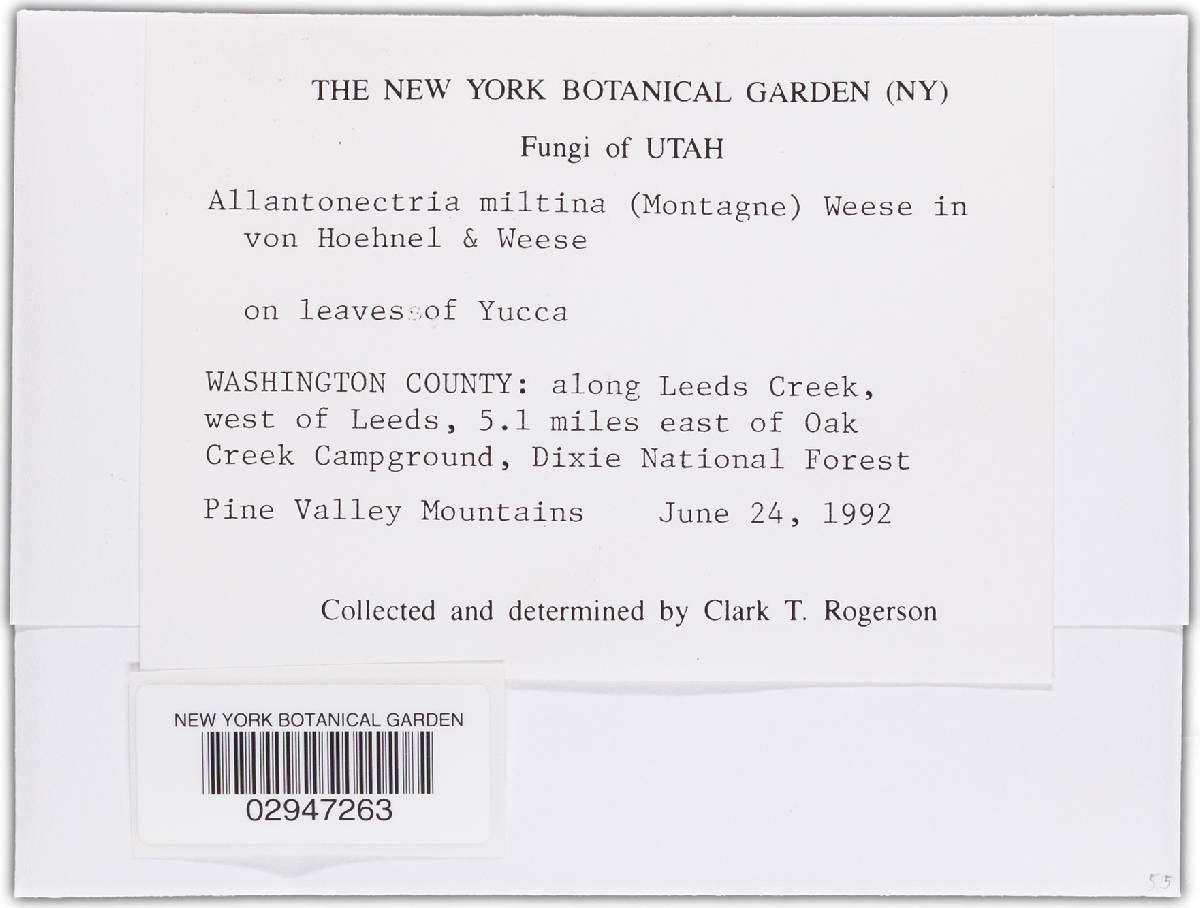 THE NEW YORK BOTANICAL GARDEN (NY)
Fungi of UTAH
Allantonectria miltina (Montagne) Weese in
von Hoehnel & Weese
on leaves of Yucca
WASHINGTON COUNTY: along Leeds Creek,
west of Leeds, 5.1 miles east of Oak
Creek Campground, Dixie National Forest
Pine Valley Mountains June 24, 1992
Collected and determined by Clark T. Rogerson
NEW YORK BOTANICAL GARDEN
02947263
55